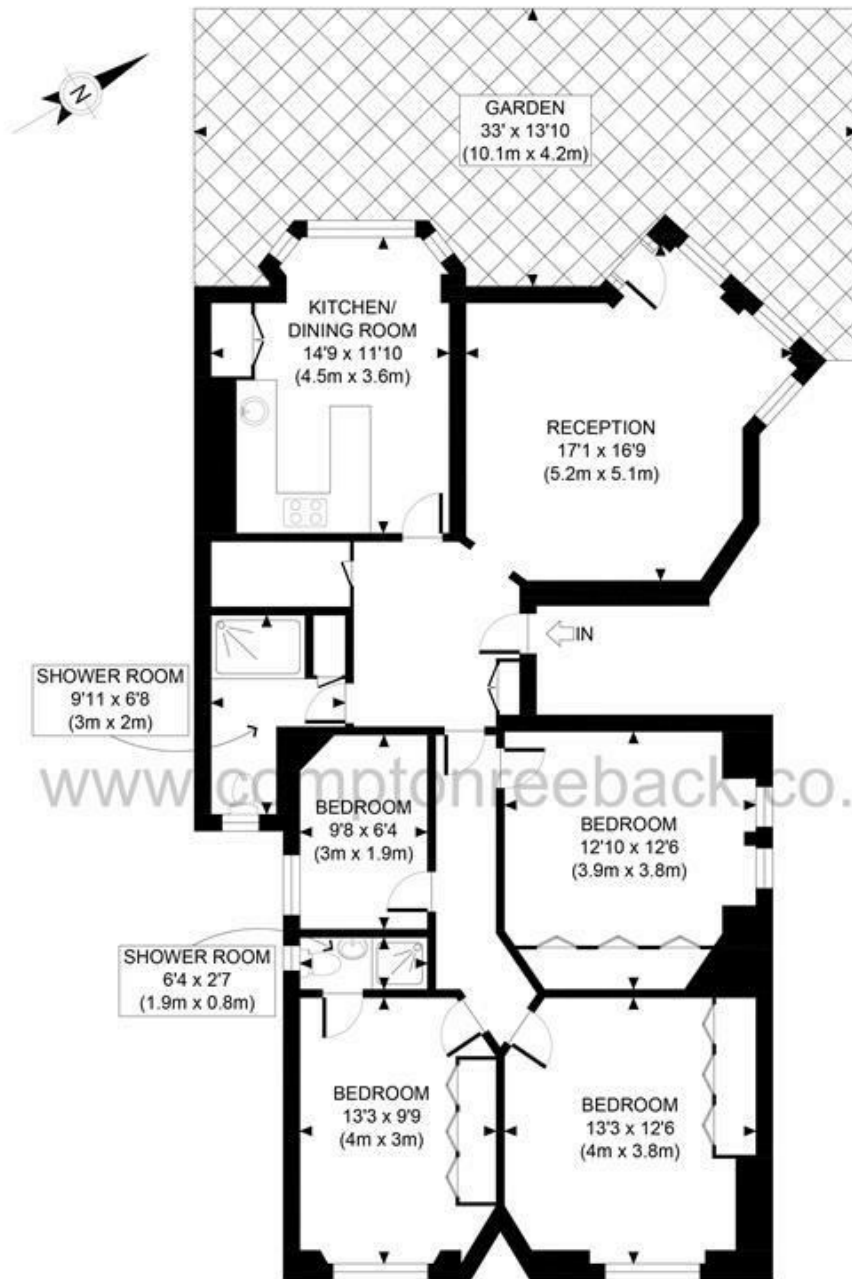 GARDEN
33' x 13'10
(10.1m x 4.2m)
N
KITCHEN/
DINING ROOM
14'9 x 11'10
(4.5m x 3.6m)
RECEPTION
17'1 x 16'9
(5.2m x 5.1m)
IN
SHOWER ROOM
9'11 x 6'8
(3m x 2m)
www.comptonreeback.co.
BEDROOM
9'8 x 6'4
(3m x 1.9m)
BEDROOM
12'10 x 12'6
(3.9m x 3.8m)
SHOWER ROOM
6'4 x 2'7
(1.9m x 0.8m)
BEDROOM
13'3 x 9'9
(4m x 3m)
BEDROOM
13'3 x 12'6
(4m x 3.8m)